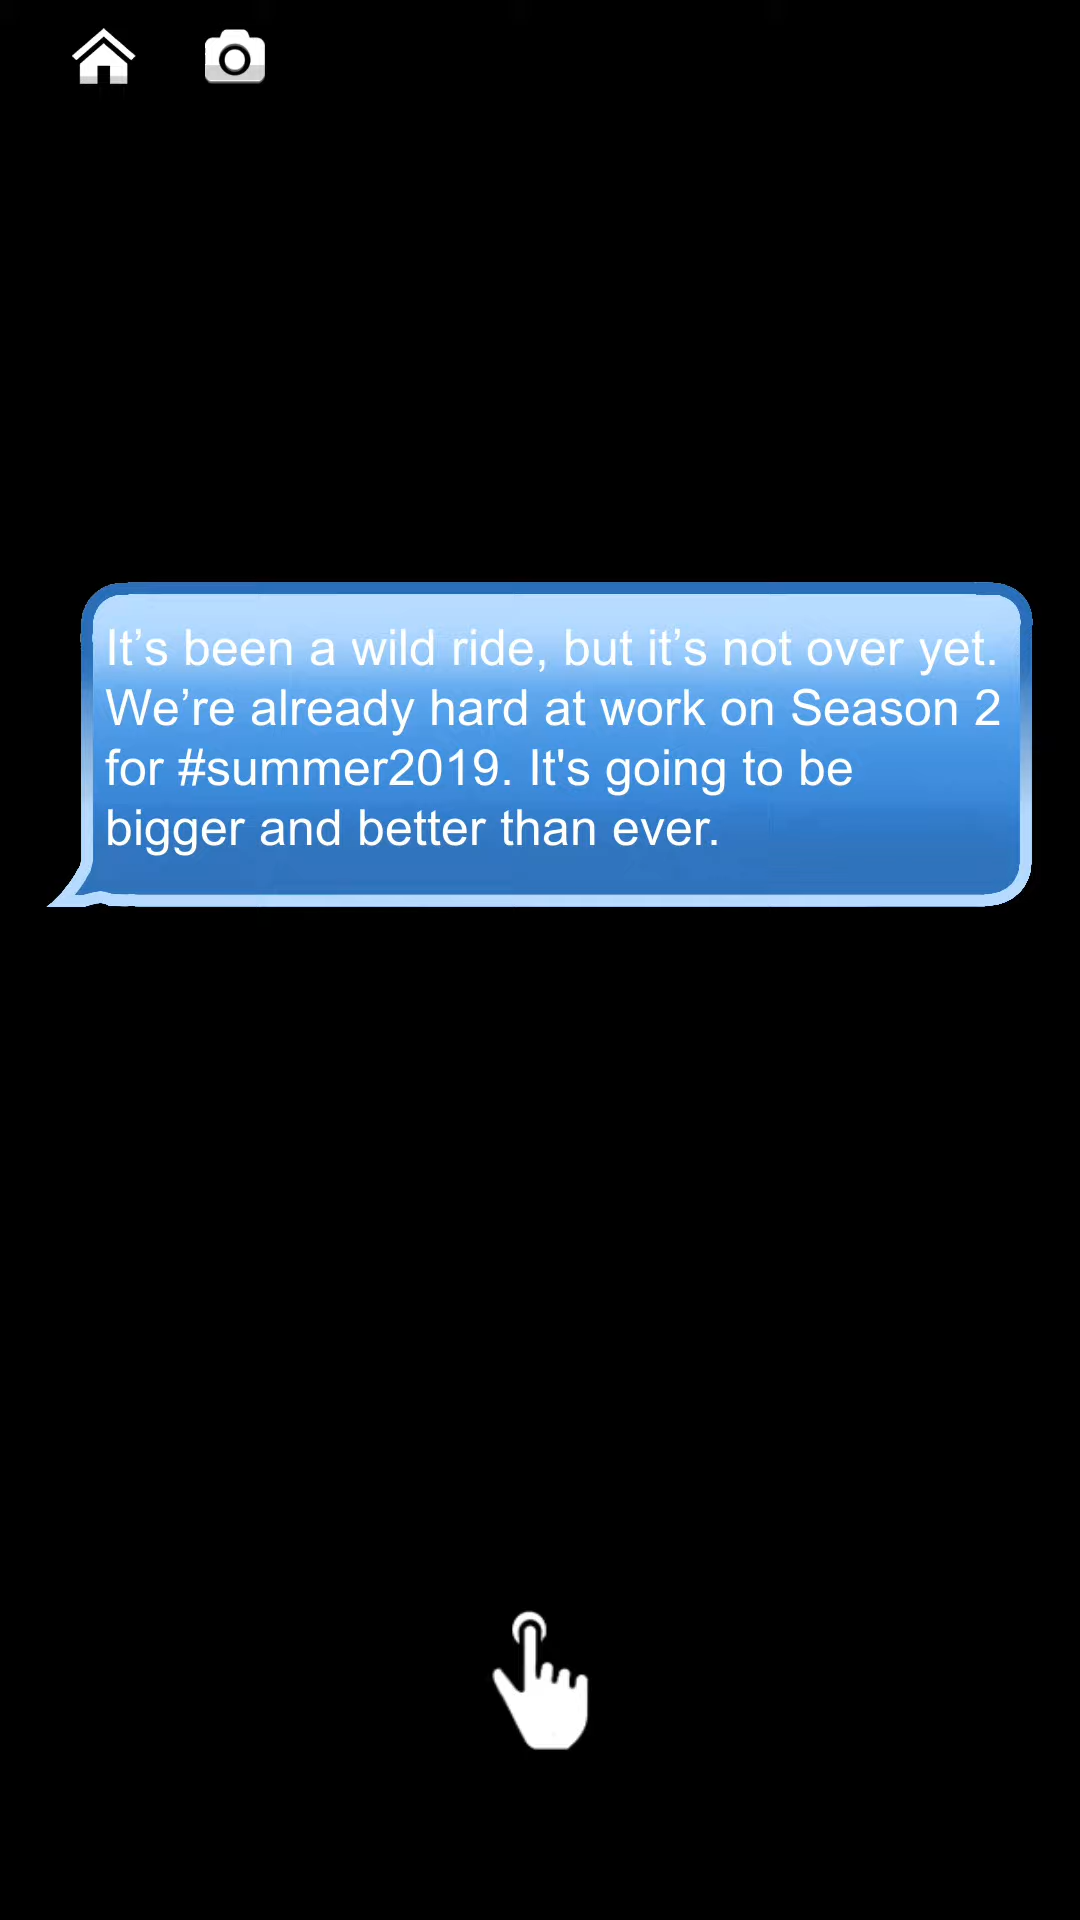 It’s been a wild ride, but it’s not over yet.
We’re already hard at work on Season 2
for #summer2019. It's going to be
bigger and better than ever.